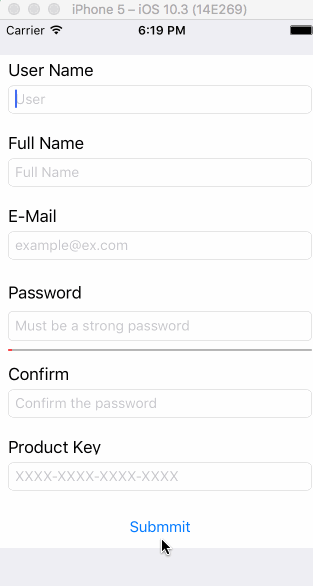 iPhone 5 – iOS 10.3 (14E269)
Carrier 6:19 PM
User Name
User
Full Name
Full Name
E-Mail
example@ex.com
Password
Must be a strong password
Confirm
Confirm the password
Product Key
XXXX-XXXX-XXXX-XXXX
Submmit